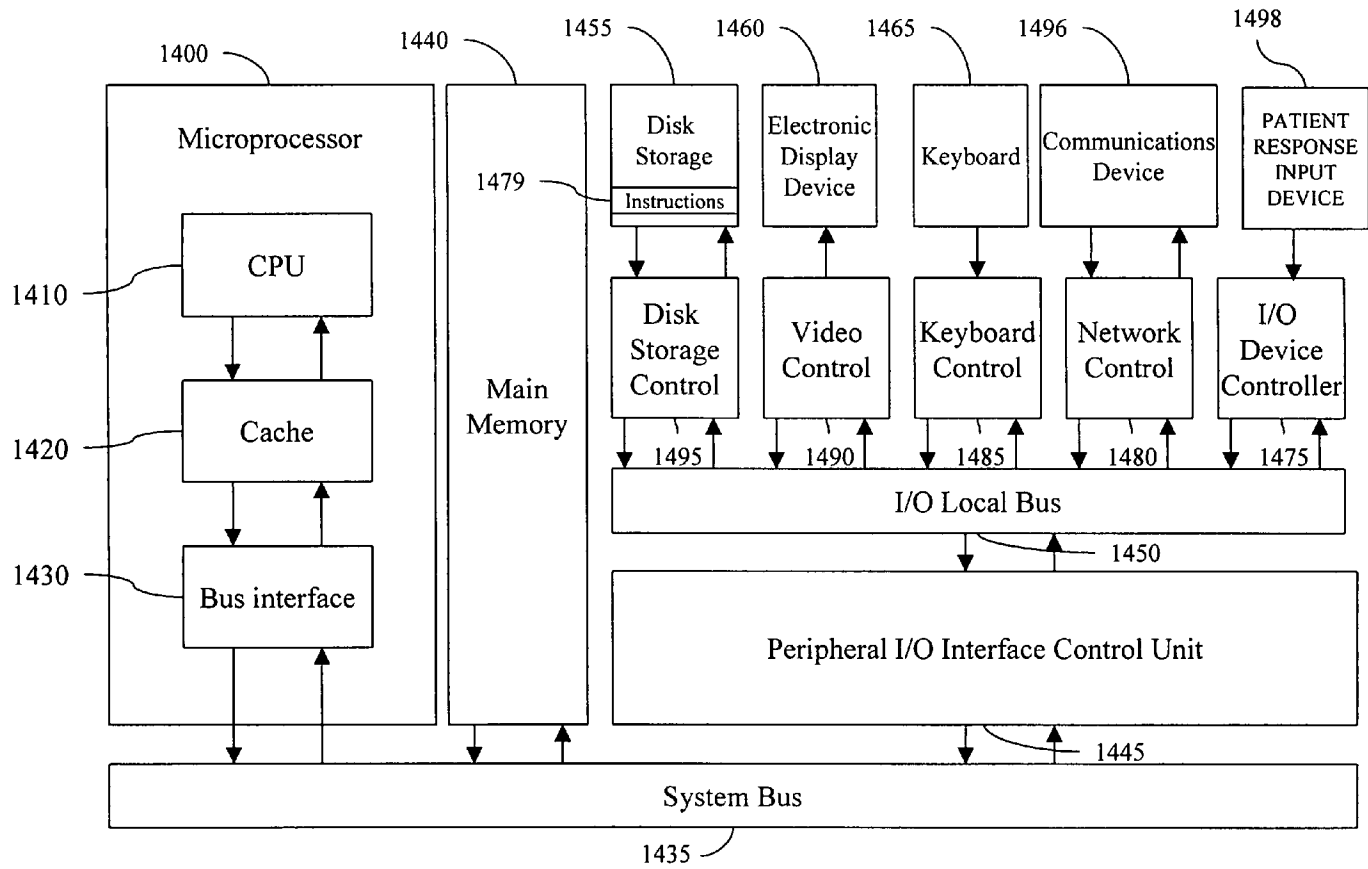 1400
1440
1455
1460
1465
1496
1498
Microprocessor
Disk
Storage
1479
Instructions
Electronic
Display
Device
Keyboard
Communications
Device
PATIENT
RESPONSE
INPUT
DEVICE
CPU
1410
Cache
1420
Bus interface
1430
Main
Memory
Disk
Storage
Control
Video
Control
Keyboard
Control
Network
Control
I/O
Device
Controller
1495
1490
1485
1480
1475
I/O Local Bus
1450
Peripheral I/O Interface Control Unit
1445
System Bus
1435